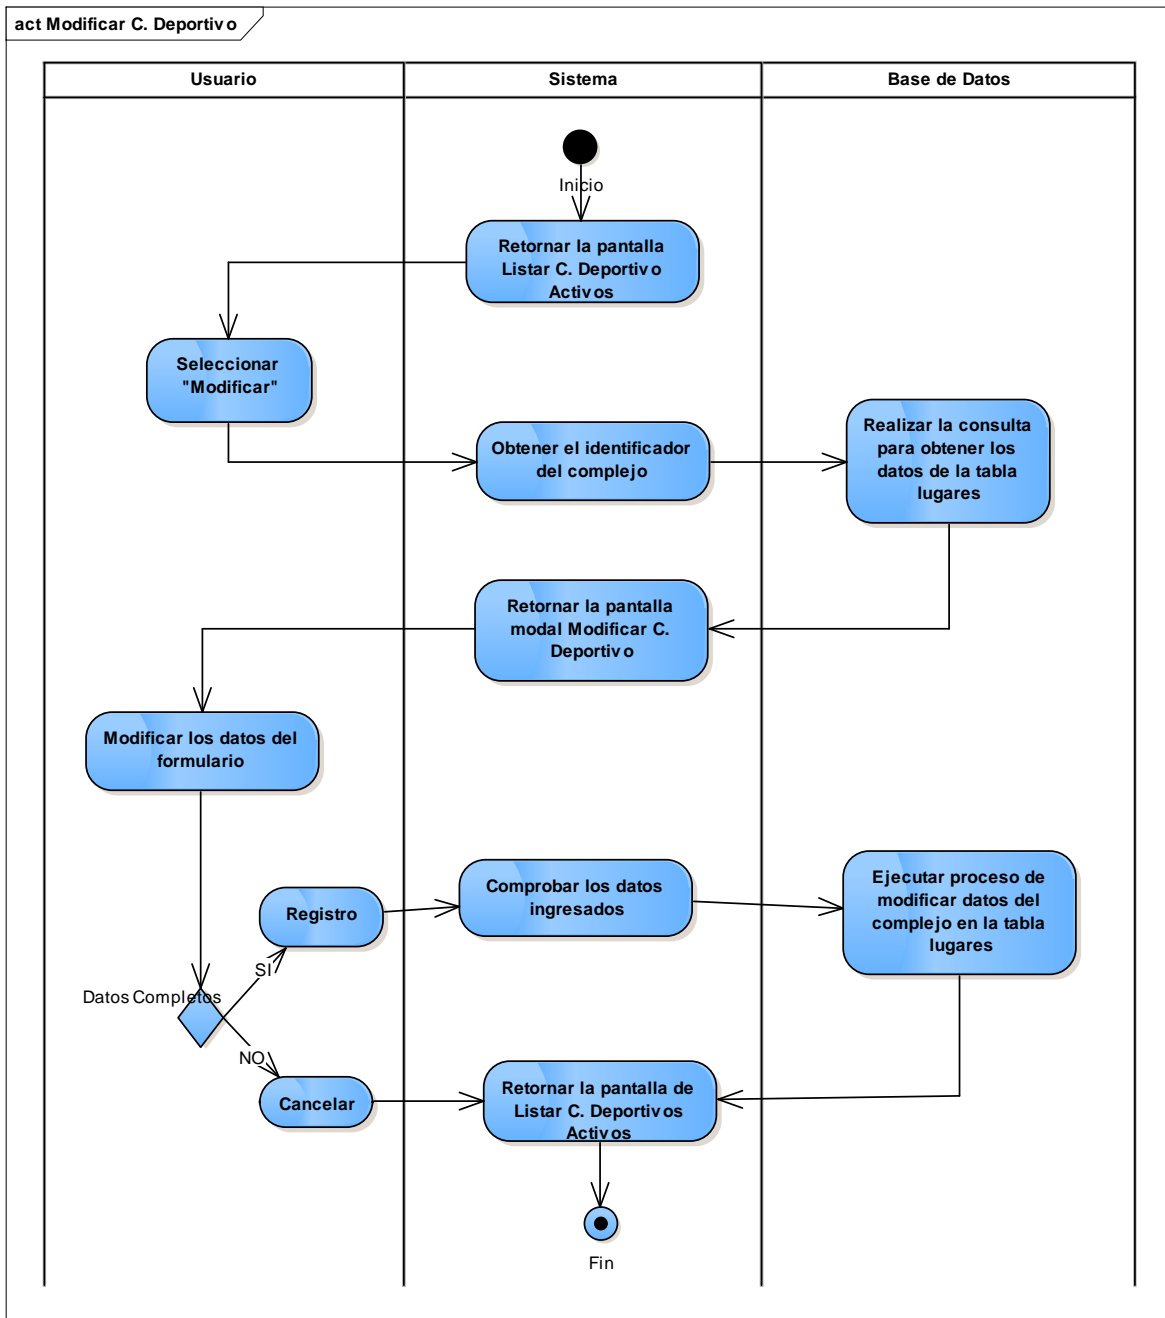 act Modificar C. Deportivo
Usuario
Sistema
Base de Datos
Inicio
Retornar la pantalla
Listar C. Deportivo
Activos
Seleccionar
"Modificar"
Obtener el identificador
del complejo
Realizar la consulta
para obtener los
datos de la tabla
lugares
Retornar la pantalla
modal Modificar C.
Deportivo
Modificar los datos del
formulario
Registro
Comprobar los datos
ingresados
Ejecutar proceso de
modificar datos del
complejo en la tabla
lugares
SI
Datos Completos
NO
Cancelar
Retornar la pantalla de
Listar C. Deportivos
Activos
Fin